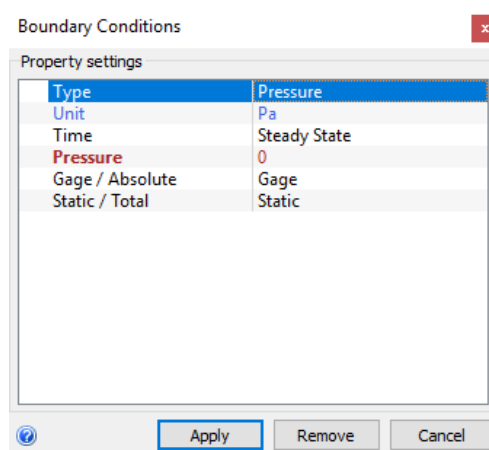 Boundary Conditions
x
Property settings
Type Pressure
Unit Pa
Time Steady State
Pressure 0
Gage / Absolute Gage
Static / Total Static
? Apply Remove Cancel